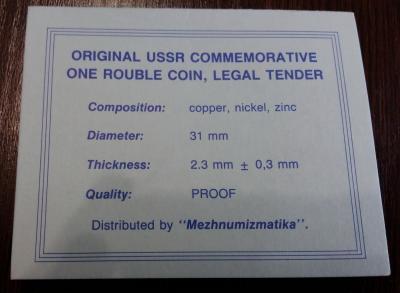 ORIGINAL USSR COMMEMORATIVE
ONE ROUBLE COIN, LEGAL TENDER
Composition: copper, nickel, zinc
Diameter: 31 mm
Thickness: 2.3 mm ± 0,3 mm
Quality: PROOF
Distributed by "Mezhnumizmatika".